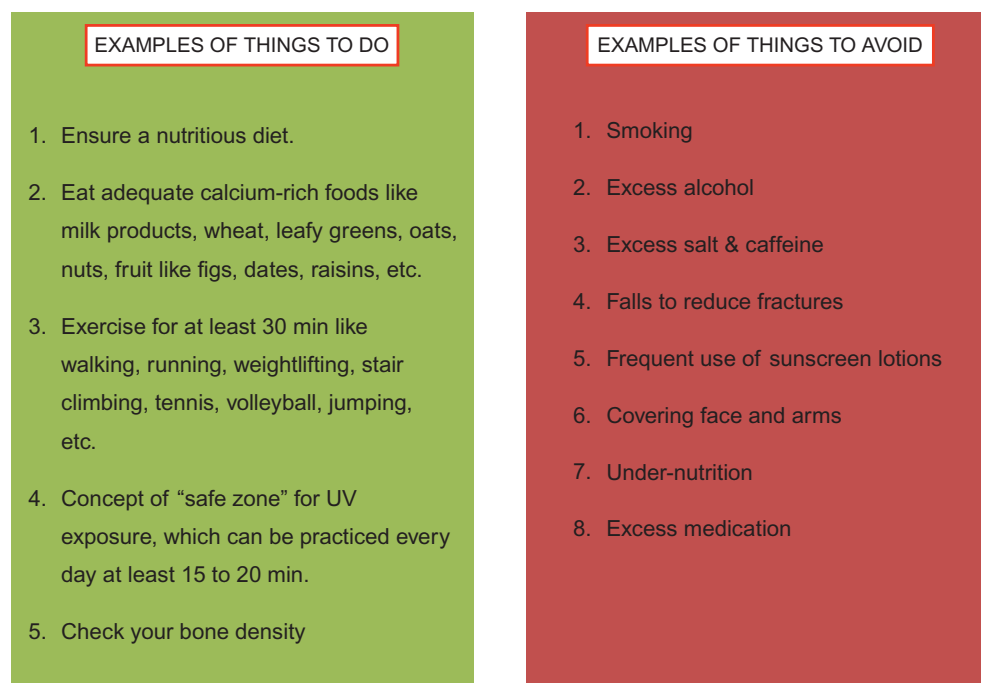 EXAMPLES OF THINGS TO DO
1. Ensure a nutritious diet.
2. Eat adequate calcium-rich foods like
milk products, wheat, leafy greens, oats,
nuts, fruit like figs, dates, raisins, etc.
3. Exercise for at least 30 min like
walking, running, weightlifting, stair
climbing, tennis, volleyball, jumping,
etc.
4. Concept of “safe zone” for UV
exposure, which can be practiced every
day at least 15 to 20 min.
5. Check your bone density
EXAMPLES OF THINGS TO AVOID
1. Smoking
2. Excess alcohol
3. Excess salt & caffeine
4. Falls to reduce fractures
5. Frequent use of sunscreen lotions
6. Covering face and arms
7. Under-nutrition
8. Excess medication